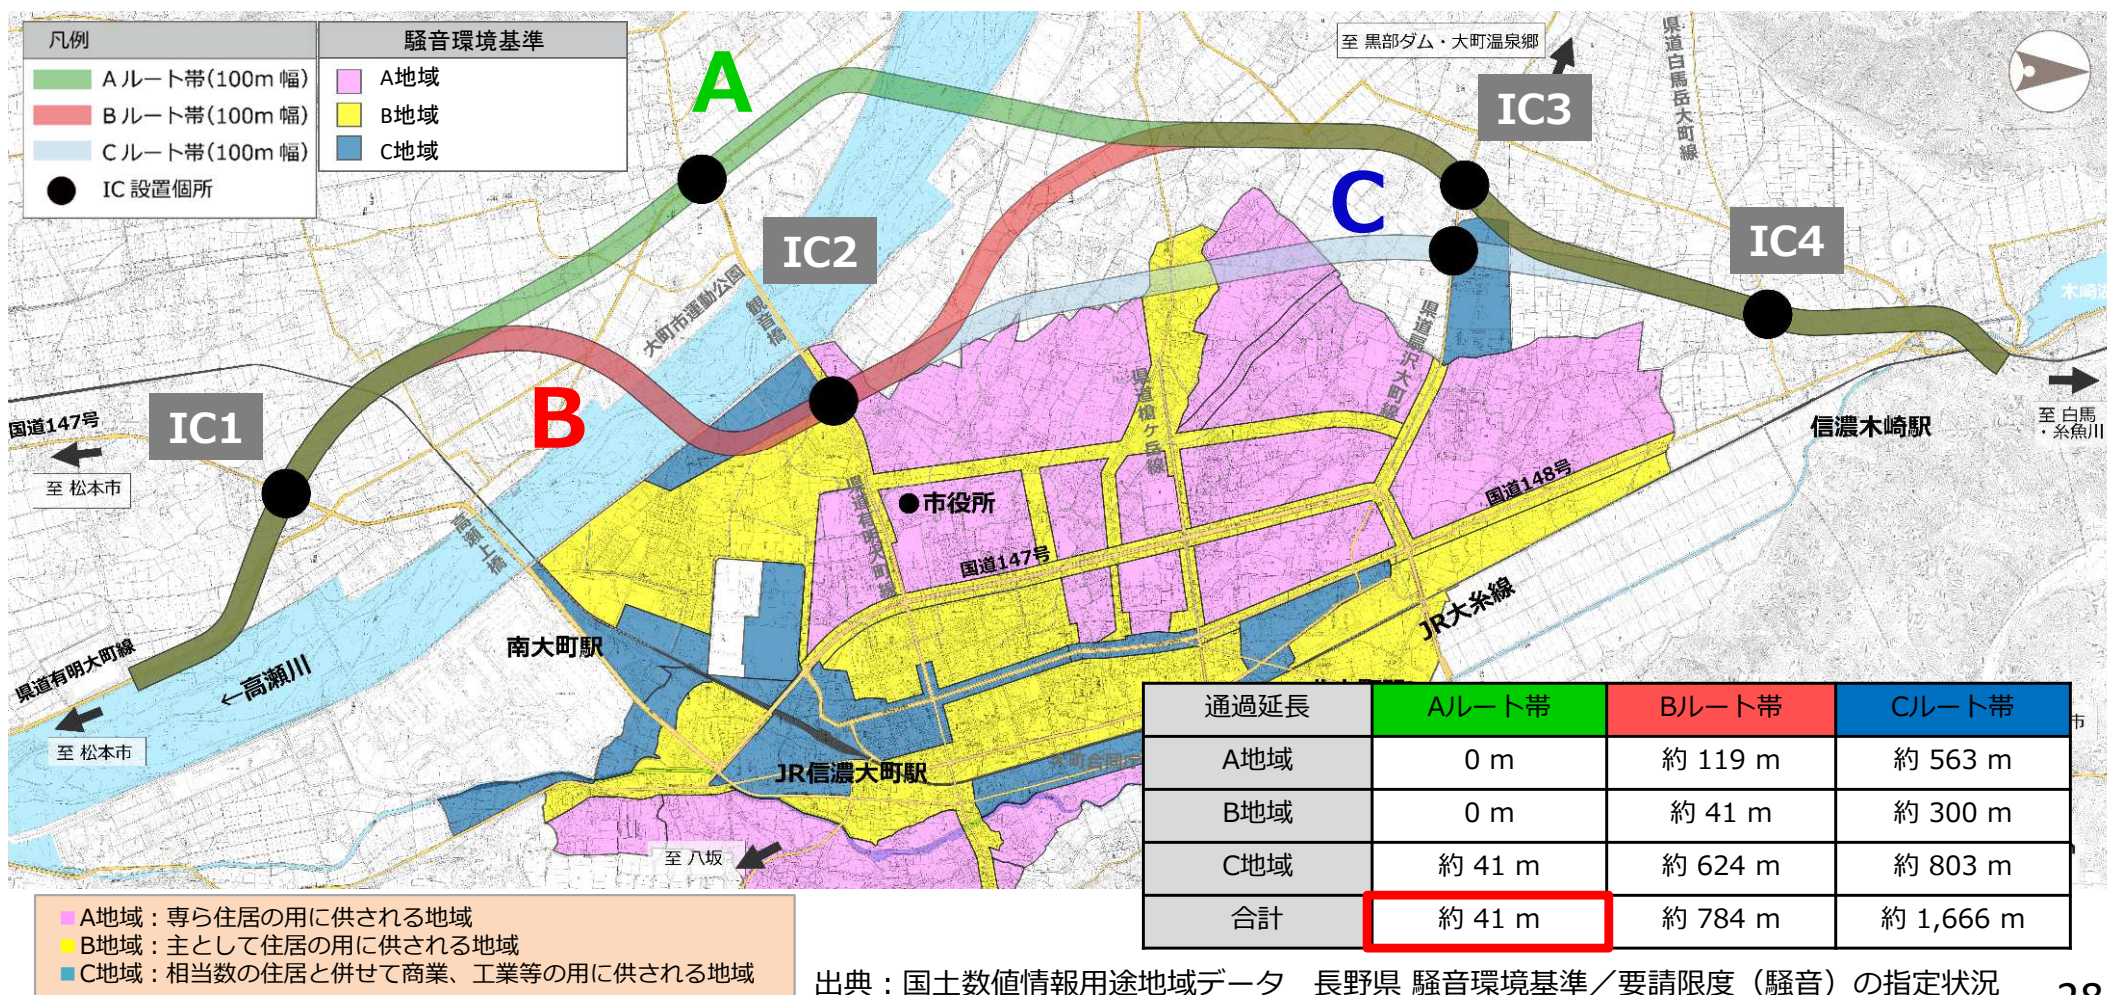 凡例
Aルート帯(100m幅)
Bルート帯(100m幅)
Cルート帯(100m幅)
IC 設置個所
騒音環境基準
A地域
B地域
C地域
A
B
C
IC1
IC2
IC3
IC4
至 黒部ダム・大町温泉郷
県道白馬岳大町線
大町市運動公園
観音橋
県道槍ヶ岳線
木崎湖
国道147号
至 松本市
高瀬上橋
県道有明大町線
市役所
国道147号
国道148号
信濃木崎駅
至 白馬
・糸魚川
JR大糸線
南大町駅
県道有明大町線
←高瀬川
至 松本市
JR信濃大町駅
至 八坂
通過延長 Aルート帯 Bルート帯 Cルート帯
A地域 0 m 約 119 m 約 563 m
B地域 0 m 約 41 m 約 300 m
C地域 約 41 m 約 624 m 約 803 m
合計 約 41 m 約 784 m 約 1,666 m
A地域：専ら住居の用に供される地域
B地域：主として住居の用に供される地域
C地域：相当数の住居と併せて商業、工業等の用に供される地域
出典：国土数値情報用途地域データ 長野県 騒音環境基準／要請限度（騒音）の指定状況
28